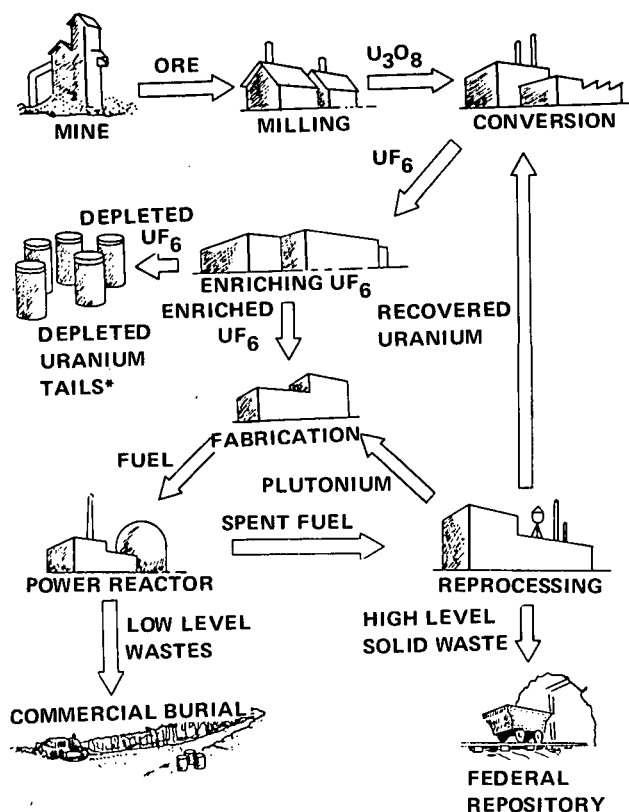 ORE
U3O8
MINE
MILLING
CONVERSION
UF6
DEPLETED
UF6
ENRICHING UF6
ENRICHED
UF6
RECOVERED
URANIUM
DEPLETED
URANIUM
TAILS*
FABRICATION
FUEL
PLUTONIUM
SPENT FUEL
POWER REACTOR
REPROCESSING
LOW LEVEL
WASTES
HIGH LEVEL
SOLID WASTE
COMMERCIAL BURIAL
FEDERAL
REPOSITORY